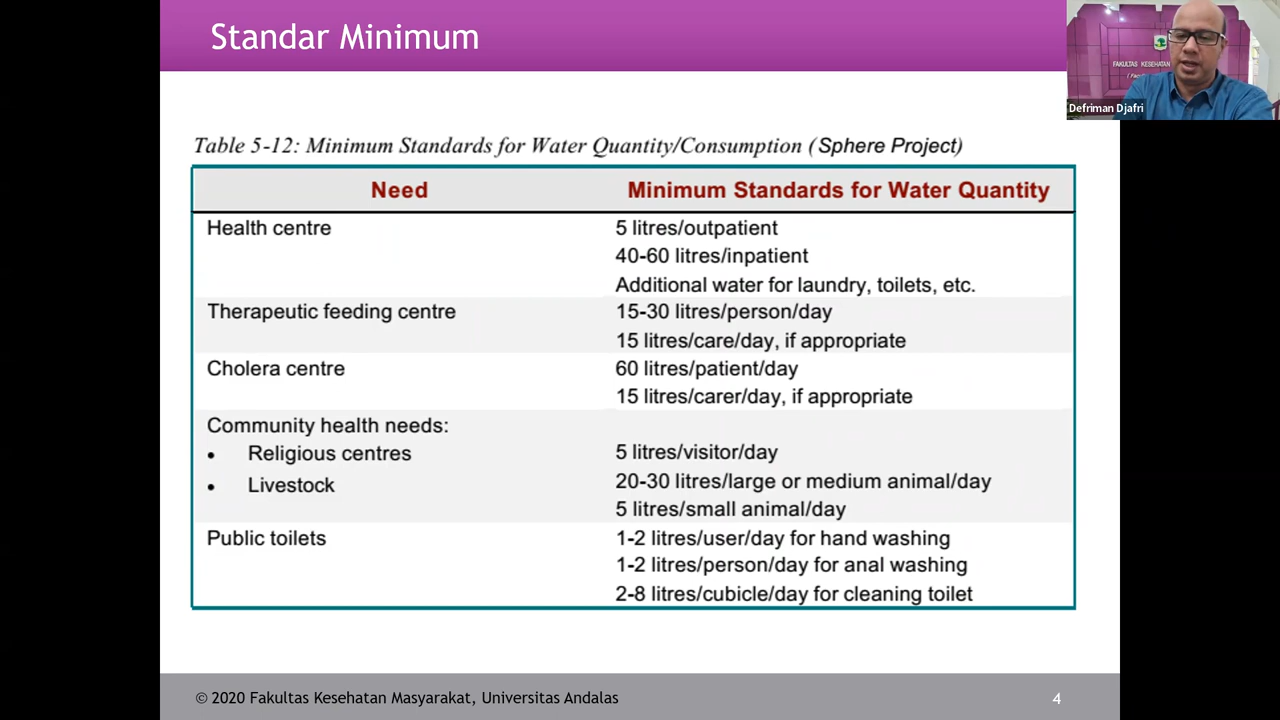 Standar Minimum
FAKULTAS KESEHATAN
Defriman Djafri
Table 5-12: Minimum Standards for Water Quantity/Consumption (Sphere Project)
Need Minimum Standards for Water Quantity
Health centre 5 litres/outpatient
40-60 litres/inpatient
Additional water for laundry, toilets, etc.
Therapeutic feeding centre 15-30 litres/person/day
15 litres/care/day, if appropriate
Cholera centre 60 litres/patient/day
15 litres/carer/day, if appropriate
Community health needs:
• Religious centres 5 litres/visitor/day
• Livestock 20-30 litres/large or medium animal/day
5 litres/small animal/day
Public toilets 1-2 litres/user/day for hand washing
1-2 litres/person/day for anal washing
2-8 litres/cubicle/day for cleaning toilet
© 2020 Fakultas Kesehatan Masyarakat, Universitas Andalas 4